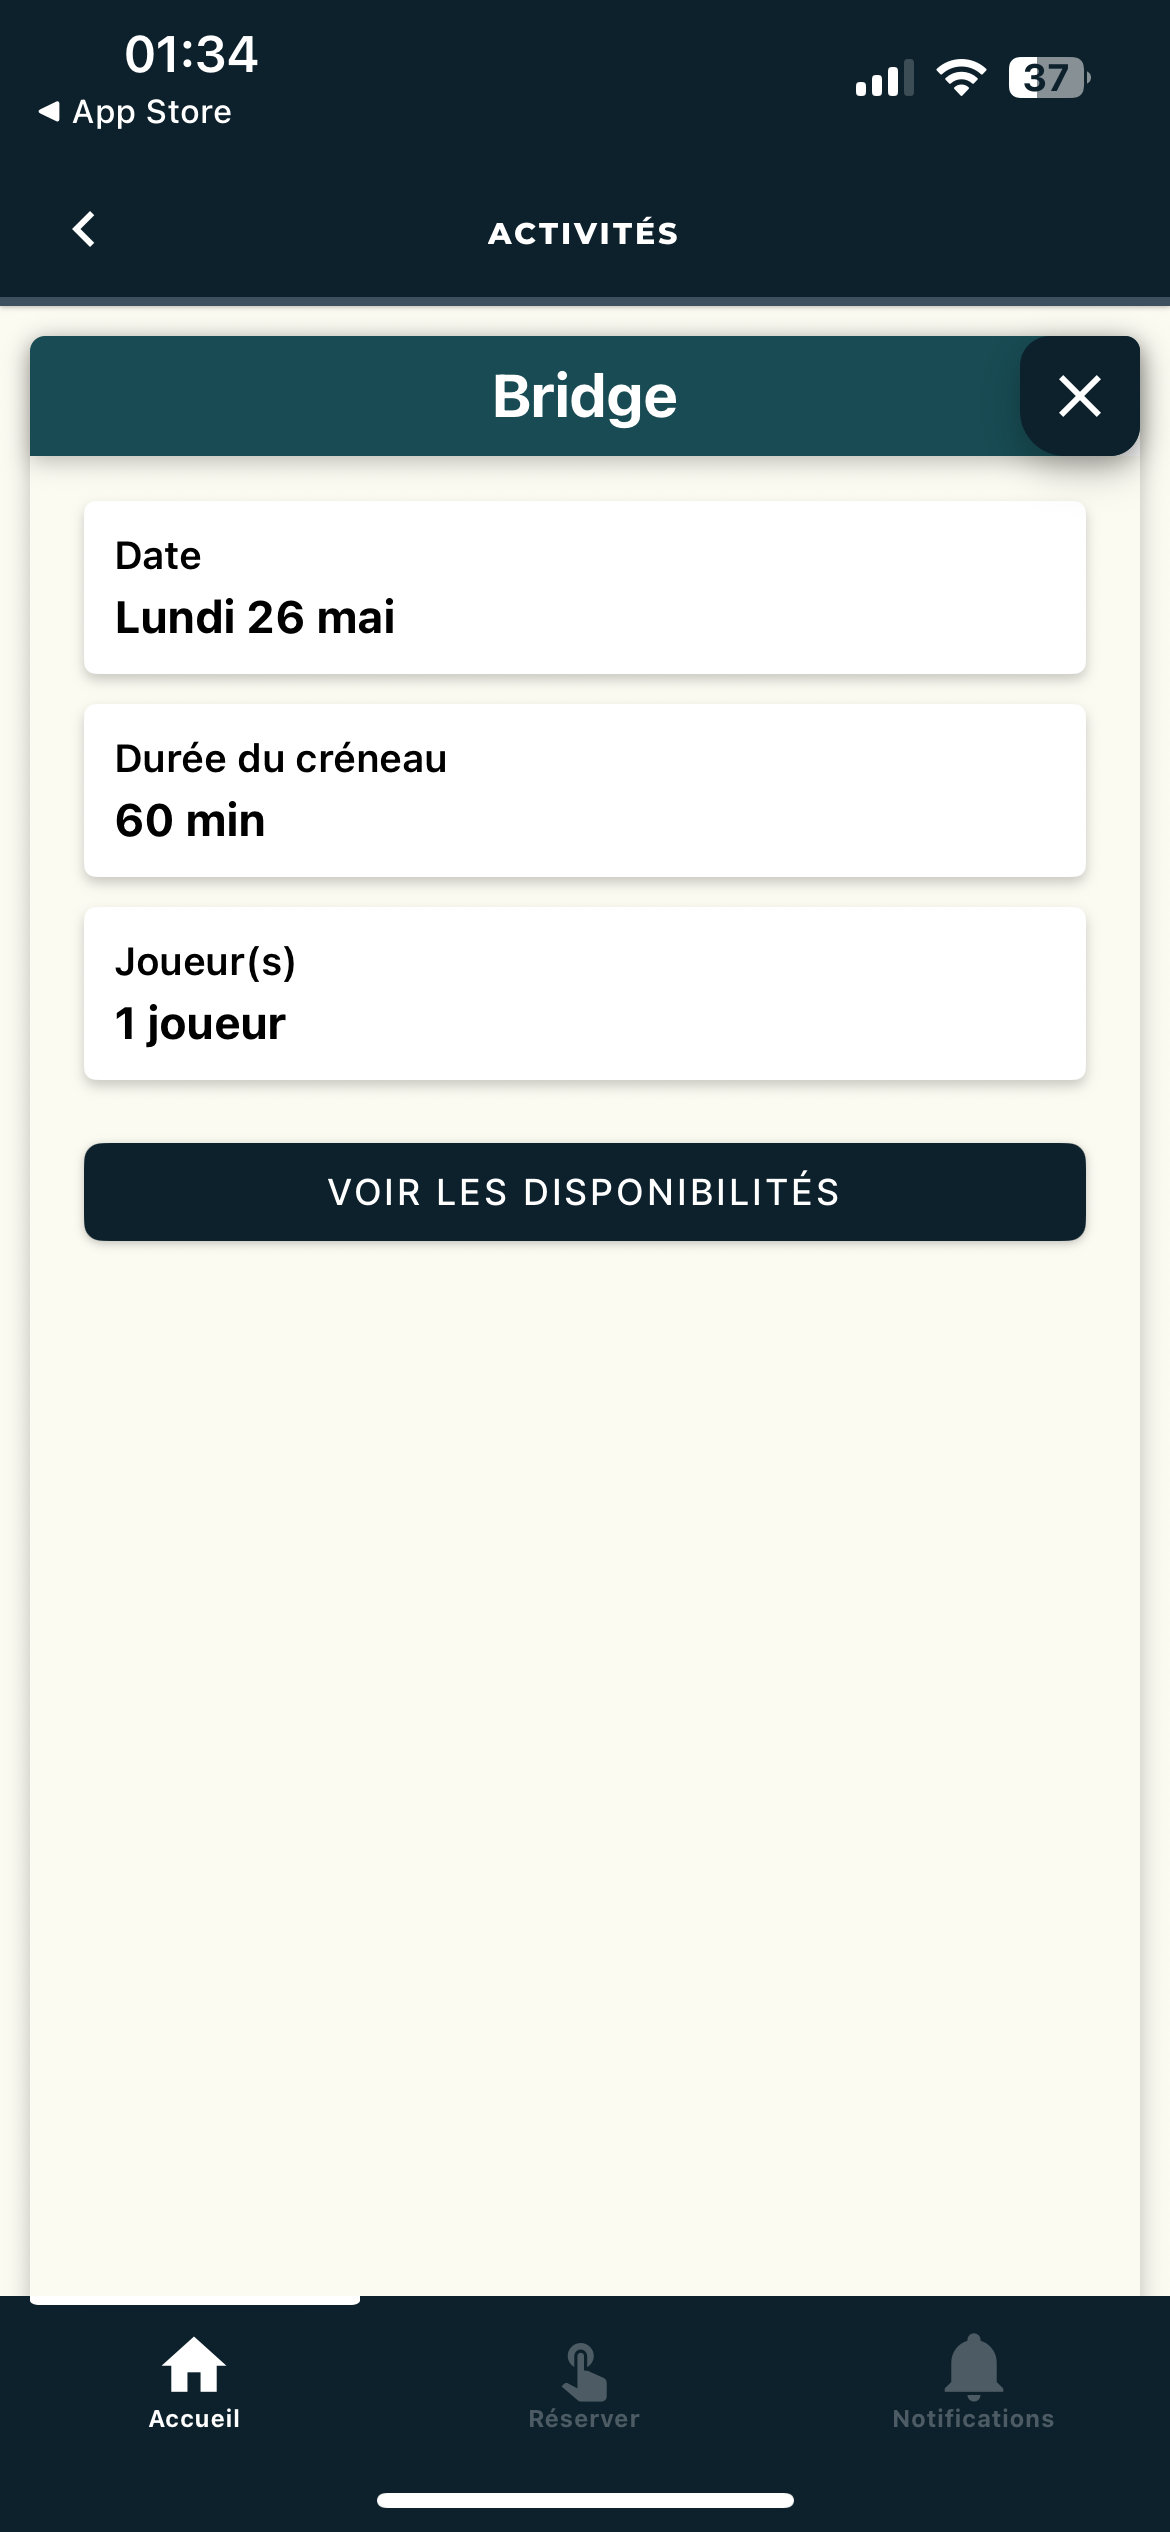 01:34
37
App Store
ACTIVITÉS
Bridge
Date
Lundi 26 mai
Durée du créneau
60 min
Joueur(s)
1 joueur
VOIR LES DISPONIBILITÉS
Accueil
Réserver
Notifications